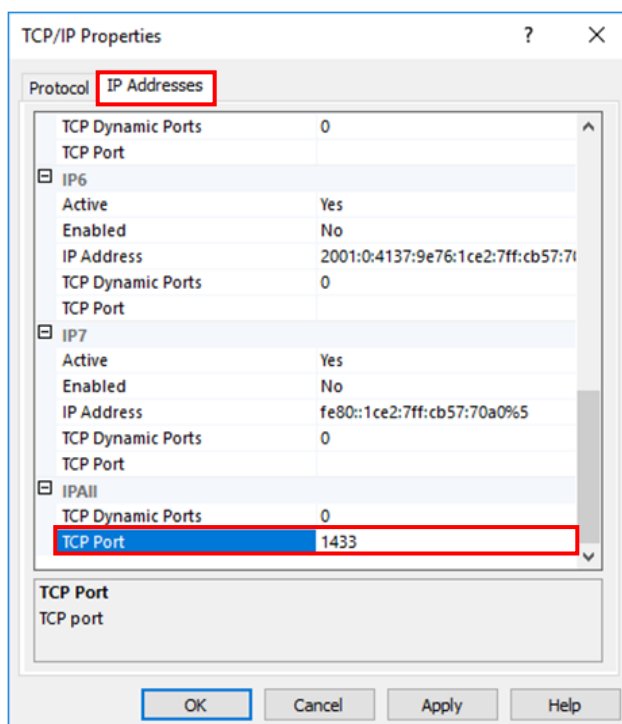 TCP/IP Properties ? ×
Protocol IP Addresses
TCP Dynamic Ports 0
TCP Port
IP6
Active Yes
Enabled No
IP Address 2001:0:4137:9e76:1ce2:7ff:cb57:70
TCP Dynamic Ports 0
TCP Port
IP7
Active Yes
Enabled No
IP Address fe80::1ce2:7ff:cb57:70a0%5
TCP Dynamic Ports 0
TCP Port
IPAll
TCP Dynamic Ports 0
TCP Port 1433
TCP Port
TCP port
OK Cancel Apply Help